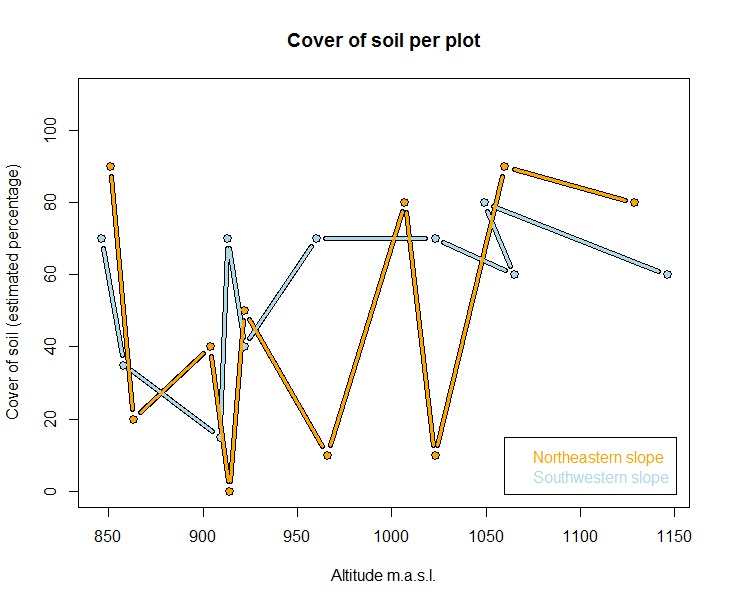 Cover of soil per plot
Cover of soil (estimated percentage)
100
80
60
40
20
0
850 900 950 1000 1050 1100 1150
Altitude m.a.s.l.
Northeastern slope
Southwestern slope